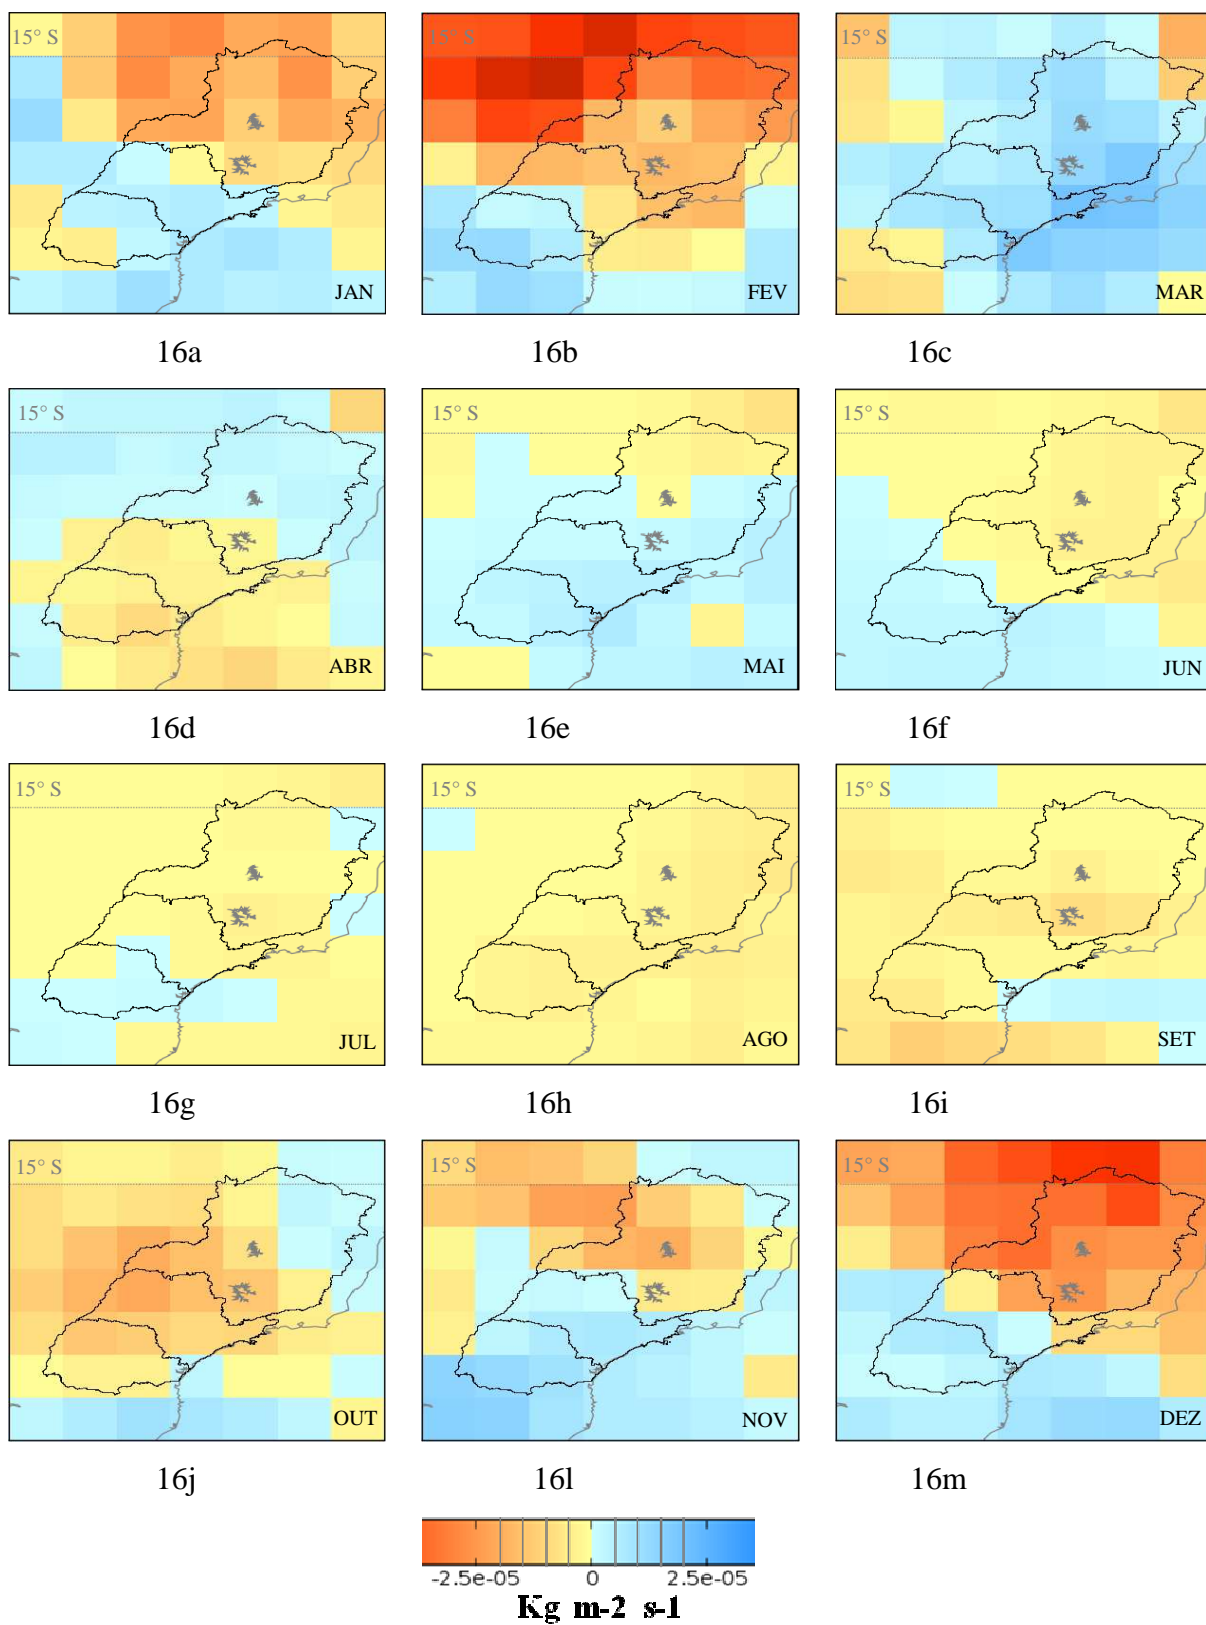 15° S 15° S 15° S
JAN FEV MAR
16a 16b 16c
15° S 15° S 15° S
ABR MAI JUN
16d 16e 16f
15° S 15° S 15° S
JUL AGO SET
16g 16h 16i
15° S 15° S 15° S
OUT NOV DEZ
16j 16l 16m
-2.5e-05 0 2.5e-05
Kg m-2 s-1